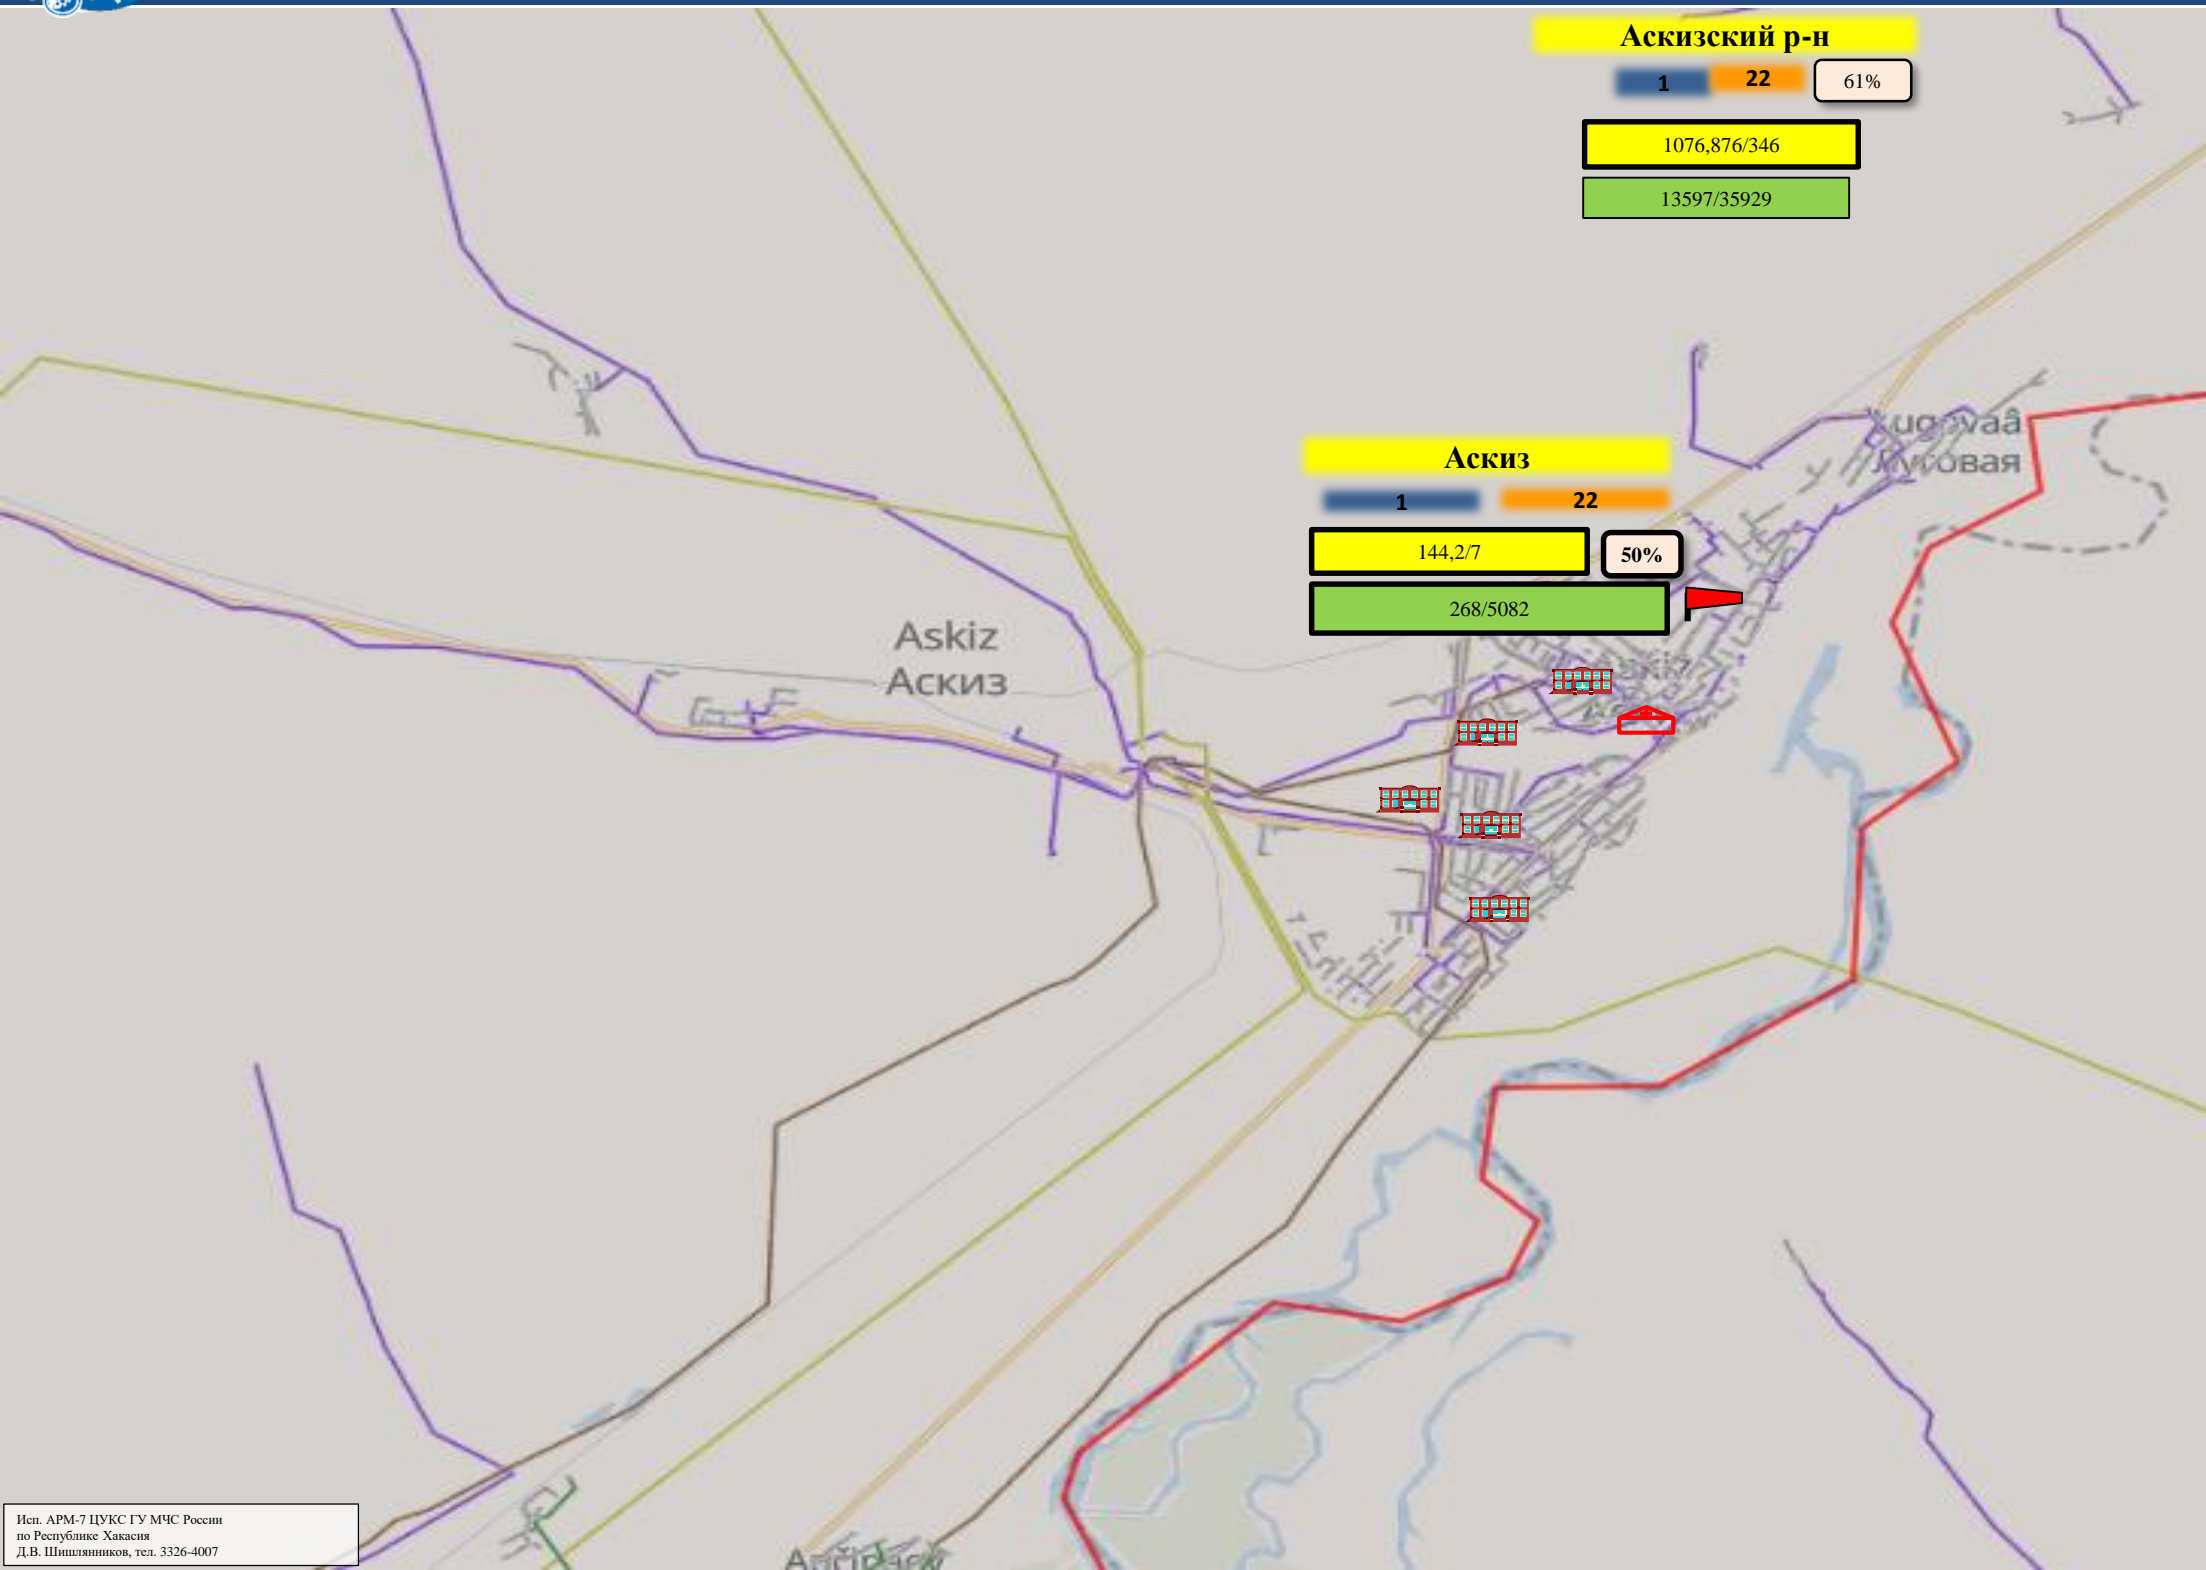 Аскизский р-н
1 22 61%
1076,876/346
13597/35929
Луговая
Аскиз
1 22
144,2/7 50%
268/5082
Askiz
Аскиз
Исп. АРМ-7 ЦУКС ГУ МЧС России
по Республике Хакасия
Д.В. Шишлянников, тел. 3326-4007